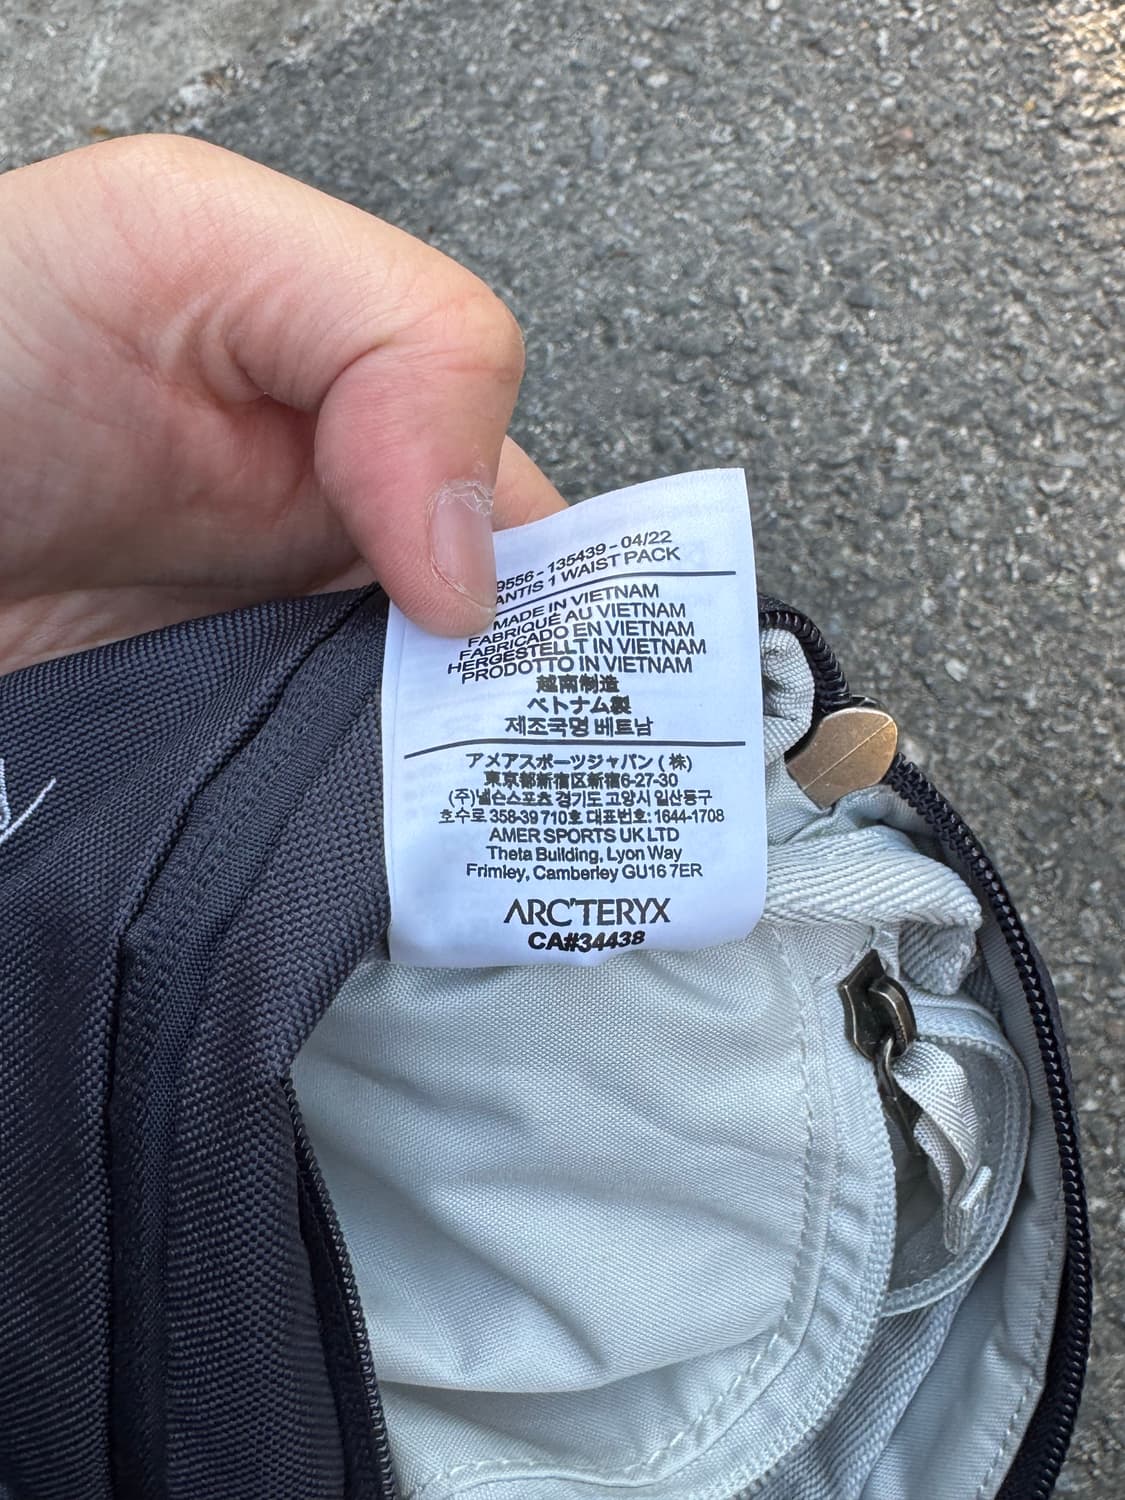 9556-135439-04/22
ANTIS 1 WAIST PACK
MADE IN VIETNAM
FABRIQUÉ AU VIETNAM
FABRICADO EN VIETNAM
HERGESTELLT IN VIETNAM
PRODOTTO IN VIETNAM
越南制造
ベトナム製
제조국명 베트남
アメアスポーツジャパン (株)
東京都新宿区新宿6-27-30
(주)넬슨스포츠 경기도 고양시 일산동구
호수로 358-39 710호 대표번호: 1644-1708
AMER SPORTS UK LTD
Theta Building, Lyon Way
Frimley, Camberley GU16 7ER
ARC'TERYX
CA#34438